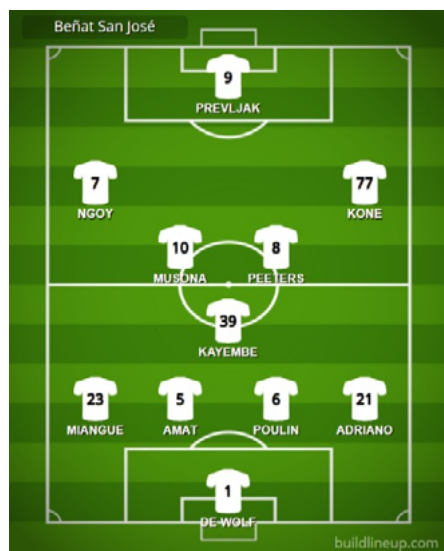 Beñat San José
9
PREVLJAK
7
NGOY
77
KONE
10
MUSONA
8
PEETERS
39
KAYEMBE
23
MIANGUE
5
AMAT
6
POULIN
21
ADRIANO
1
DE WOLF
buildlineup.com